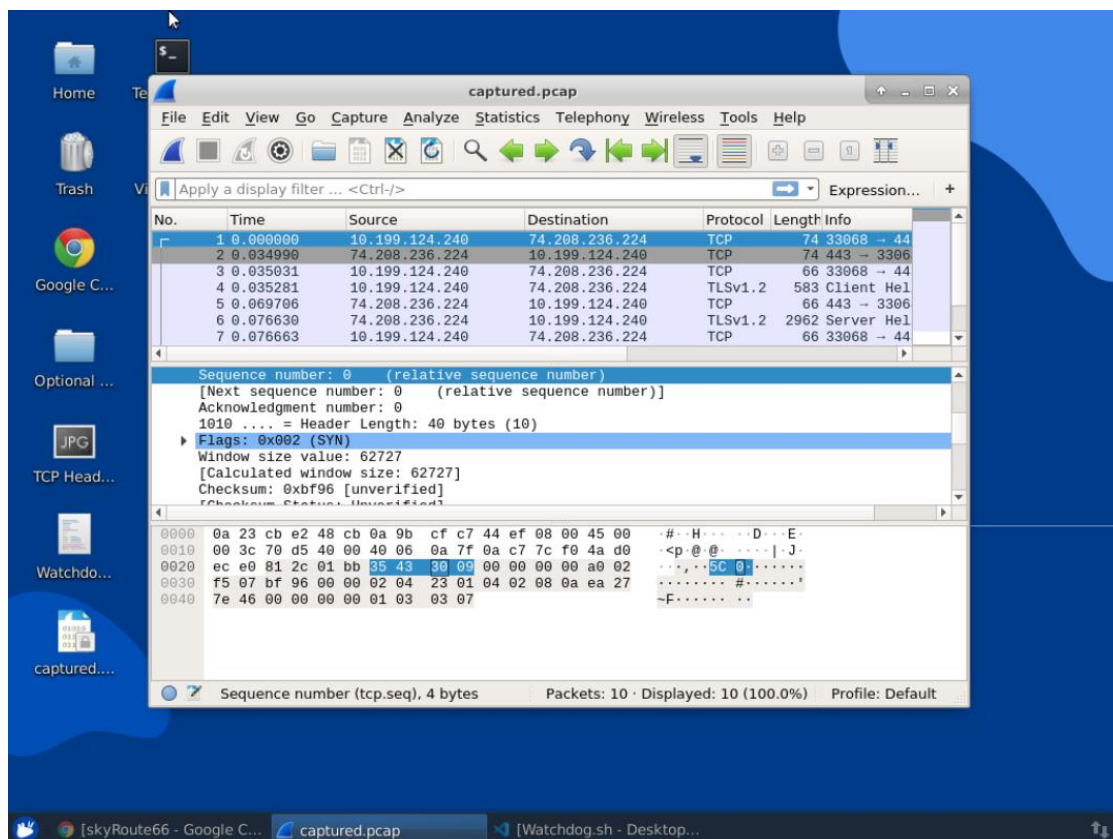 $_
Home
Te
Trash
Vi
Google C...
Optional ...
JPG
TCP Head...
Watchdo...
captured....
captured.pcap
File Edit View Go Capture Analyze Statistics Telephony Wireless Tools Help
Apply a display filter ... <Ctrl-/> Expression... +
No. Time Source Destination Protocol Length Info
1 0.000000 10.199.124.240 74.208.236.224 TCP 74 33068 → 44
2 0.034990 74.208.236.224 10.199.124.240 TCP 74 443 → 3306
3 0.035031 10.199.124.240 74.208.236.224 TCP 66 33068 → 44
4 0.035281 10.199.124.240 74.208.236.224 TLSv1.2 583 Client Hel
5 0.069706 74.208.236.224 10.199.124.240 TCP 66 443 → 3306
6 0.076630 74.208.236.224 10.199.124.240 TLSv1.2 2962 Server Hel
7 0.076663 10.199.124.240 74.208.236.224 TCP 66 33068 → 44
Sequence number: 0 (relative sequence number)
[Next sequence number: 0 (relative sequence number)]
Acknowledgment number: 0
1010 .... = Header Length: 40 bytes (10)
Flags: 0x002 (SYN)
Window size value: 62727
[Calculated window size: 62727]
Checksum: 0xbf96 [unverified]
0000 0a 23 cb e2 48 cb 0a 9b cf c7 44 ef 08 00 45 00 ·#··H·····D···E·
0010 00 3c 70 d5 40 00 40 06 0a 7f 0a c7 7c f0 4a d0 ·<p·@·@·····|·J·
0020 ec e0 81 2c 01 bb 35 43 30 09 00 00 00 00 a0 02 ···,··5C 0·······
0030 f5 07 bf 96 00 00 02 04 23 01 04 02 08 0a ea 27 ········#······'
0040 7e 46 00 00 00 00 01 03 03 07 ~F········
Sequence number (tcp.seq), 4 bytes Packets: 10 · Displayed: 10 (100.0%) Profile: Default
[skyRoute66 - Google C... captured.pcap [Watchdog.sh - Desktop...